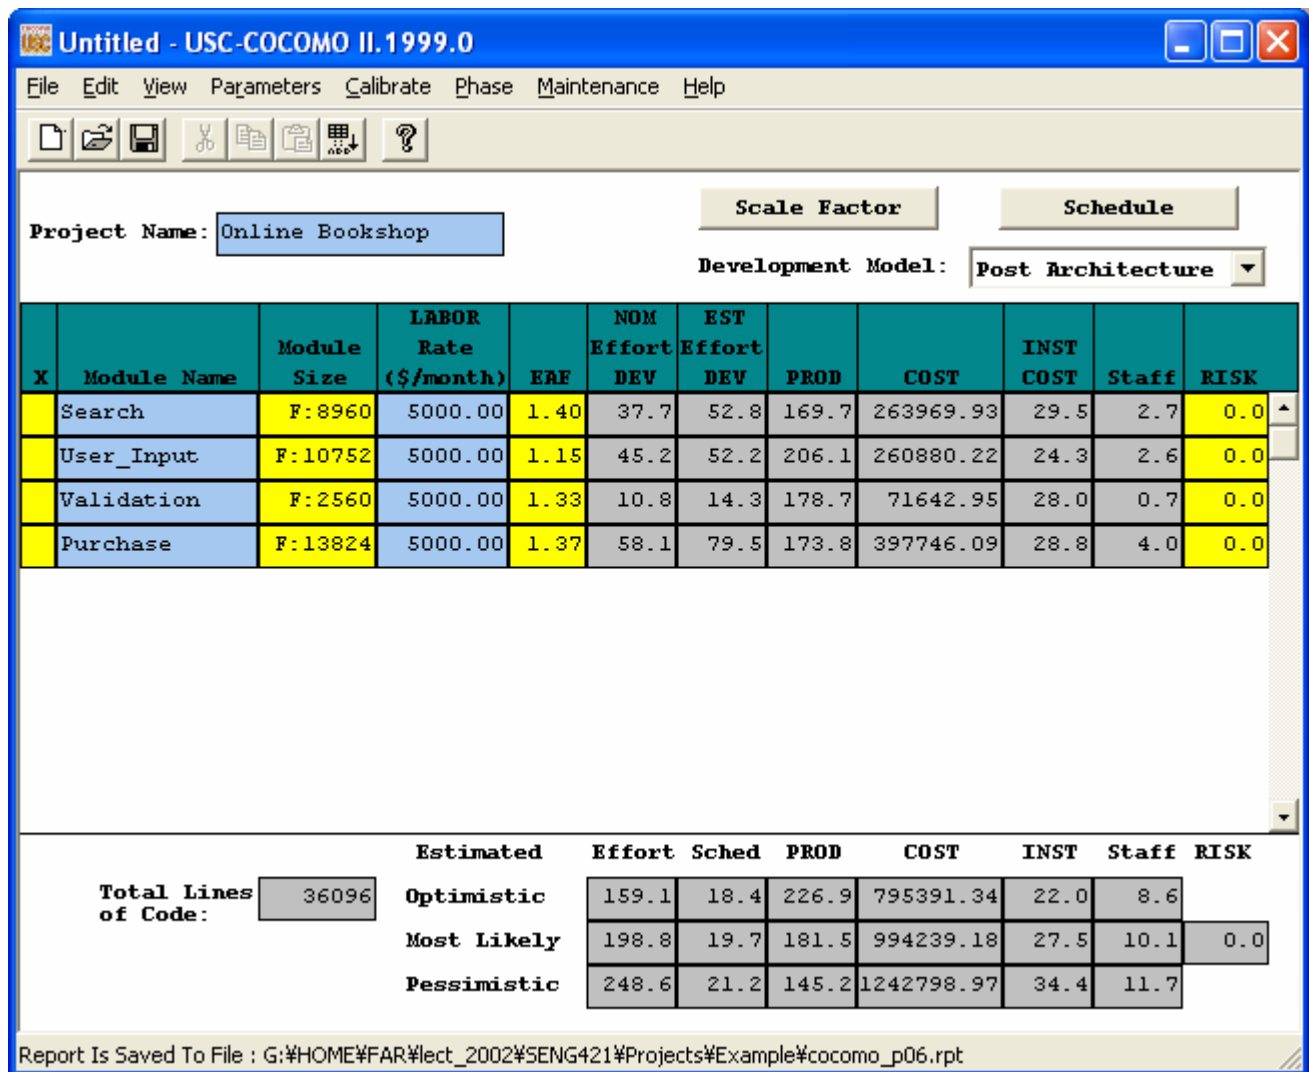 Untitled - USC-COCOMO II.1999.0
File Edit View Parameters Calibrate Phase Maintenance Help
Scale Factor Schedule
Project Name: Online Bookshop
Development Model: Post Architecture
X Module Name Module Size LABOR Rate ($/month) EAF NOM Effort DEV EST Effort DEV PROD COST INST COST Staff RISK
Search F:8960 5000.00 1.40 37.7 52.8 169.7 263969.93 29.5 2.7 0.0
User_Input F:10752 5000.00 1.15 45.2 52.2 206.1 260880.22 24.3 2.6 0.0
Validation F:2560 5000.00 1.33 10.8 14.3 178.7 71642.95 28.0 0.7 0.0
Purchase F:13824 5000.00 1.37 58.1 79.5 173.8 397746.09 28.8 4.0 0.0
Estimated Effort Sched PROD COST INST Staff RISK
Total Lines of Code: 36096 Optimistic 159.1 18.4 226.9 795391.34 22.0 8.6
Most Likely 198.8 19.7 181.5 994239.18 27.5 10.1 0.0
Pessimistic 248.6 21.2 145.2 1242798.97 34.4 11.7
Report Is Saved To File : G:¥HOME¥FAR¥lect_2002¥SENG421¥Projects¥Example¥cocomo_p06.rpt